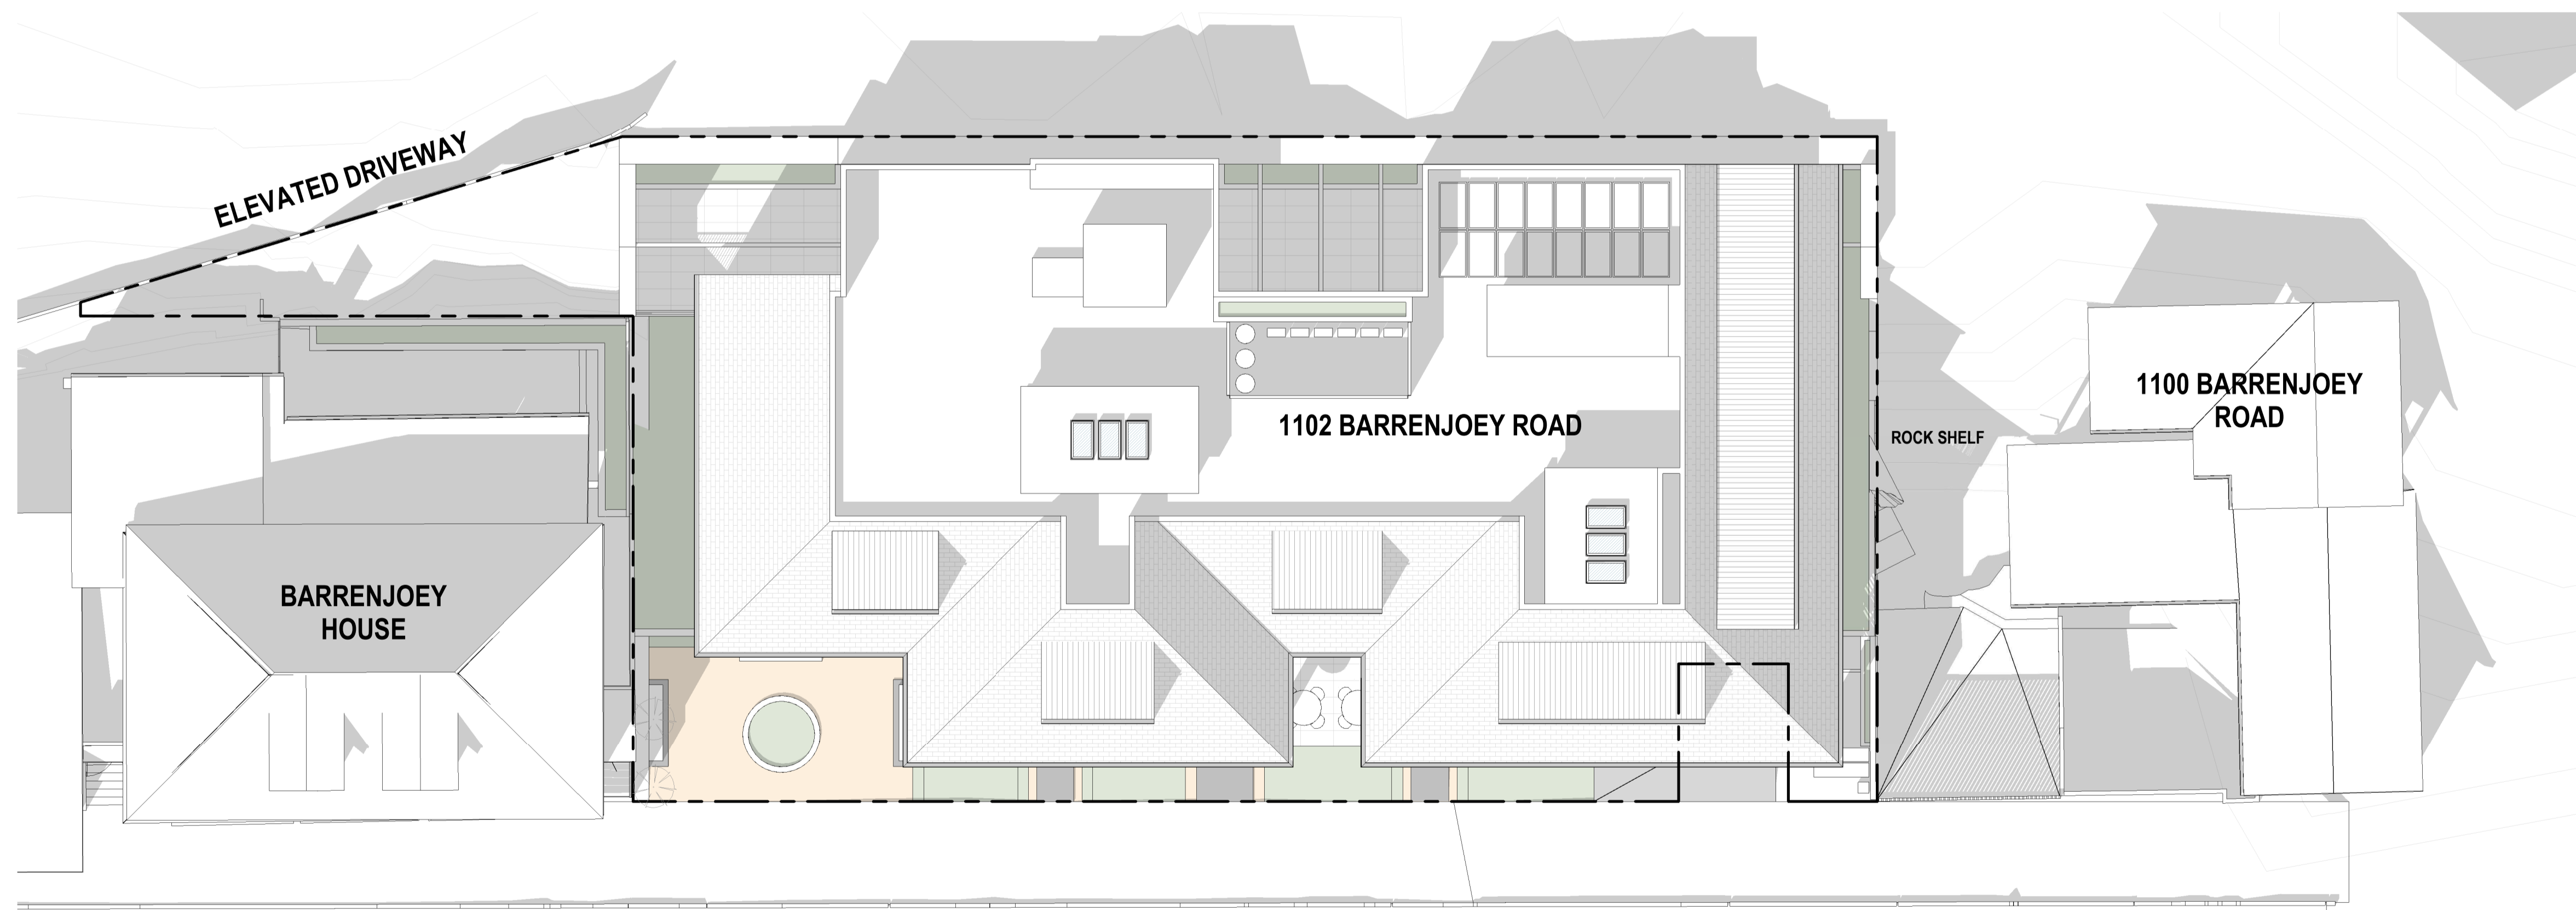 ELEVATED DRIVEWAY
1102 BARRENJOEY ROAD
1100 BARRENJOEY
ROAD
ROCK SHELF
BARRENJOEY
HOUSE